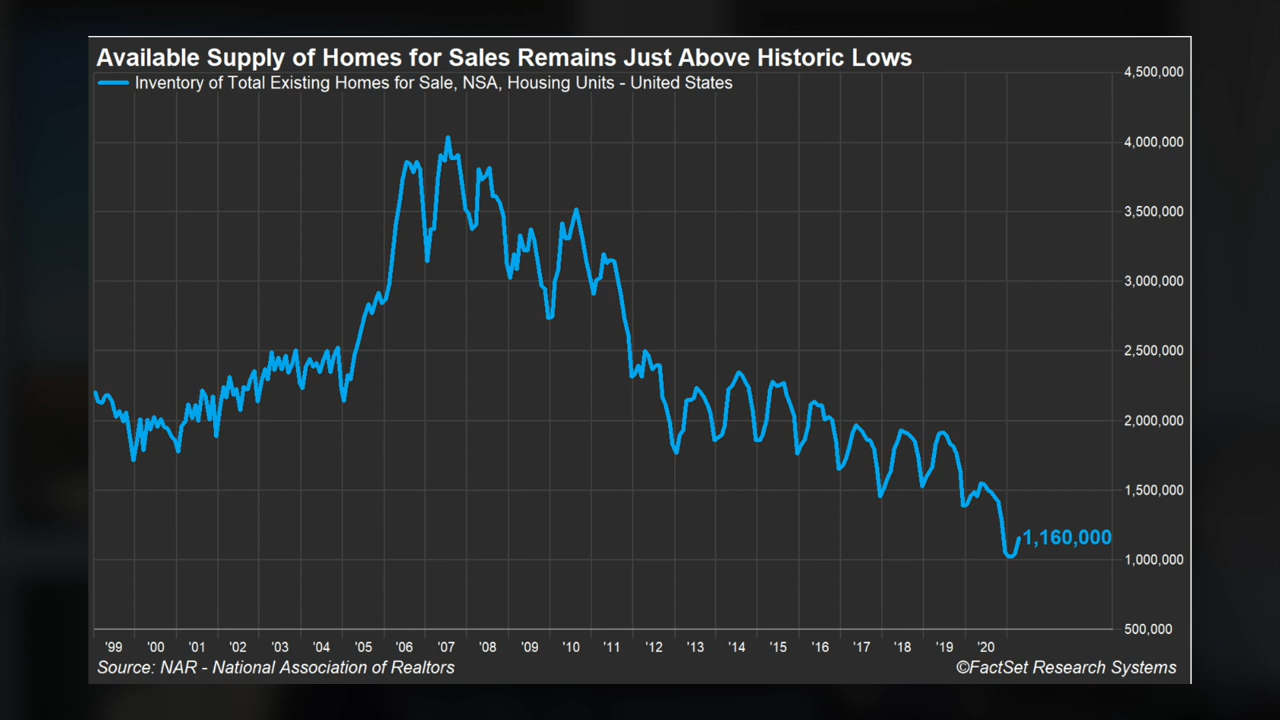 Available Supply of Homes for Sales Remains Just Above Historic Lows
Inventory of Total Existing Homes for Sale, NSA, Housing Units - United States
4,500,000
4,000,000
3,500,000
3,000,000
2,500,000
2,000,000
1,500,000
1,160,000
1,000,000
500,000
'99 '00 '01 '02 '03 '04 '05 '06 '07 '08 '09 '10 '11 '12 '13 '14 '15 '16 '17 '18 '19 '20
Source: NAR - National Association of Realtors
©FactSet Research Systems